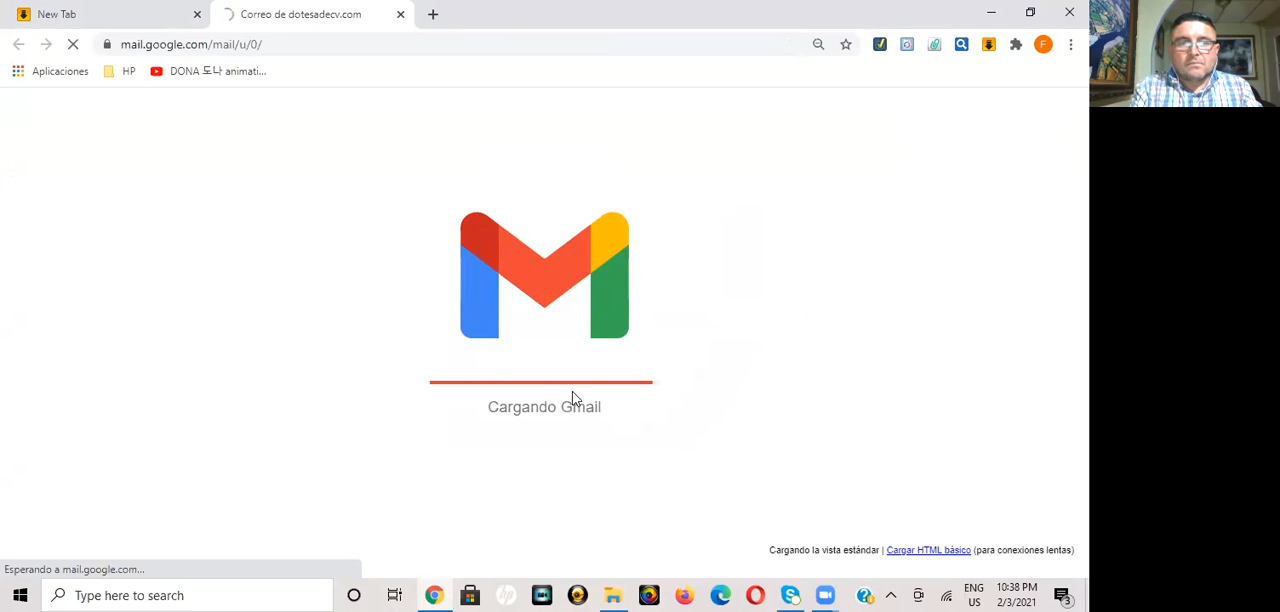 New Tab
Correo de dotesadecv.com
mail.google.com/mail/u/0/
F
Aplicaciones
HP
DONA 도나 animati...
Cargando Gmail
Cargando la vista estándar | Cargar HTML básico (para conexiones lentas)
Esperando a mail.google.com...
Type here to search
ENG
US
10:38 PM
2/3/2021
3